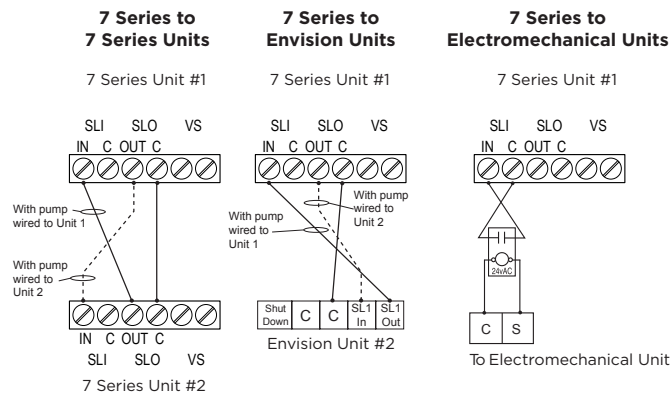 7 Series to
7 Series Units
7 Series Unit #1
SLI SLO VS
IN C OUT C
With pump
wired to Unit 1
With pump
wired to
Unit 2
IN C OUT C
SLI SLO VS
7 Series Unit #2
7 Series to
Envision Units
7 Series Unit #1
SLI SLO VS
IN C OUT C
With pump
wired to
Unit 1
With pump
wired to
Unit 2
Shut
Down
C
C
SL1
In
SL1
Out
Envision Unit #2
7 Series to
Electromechanical Units
7 Series Unit #1
SLI SLO VS
IN C OUT C
24vAC
C S
To Electromechanical Unit